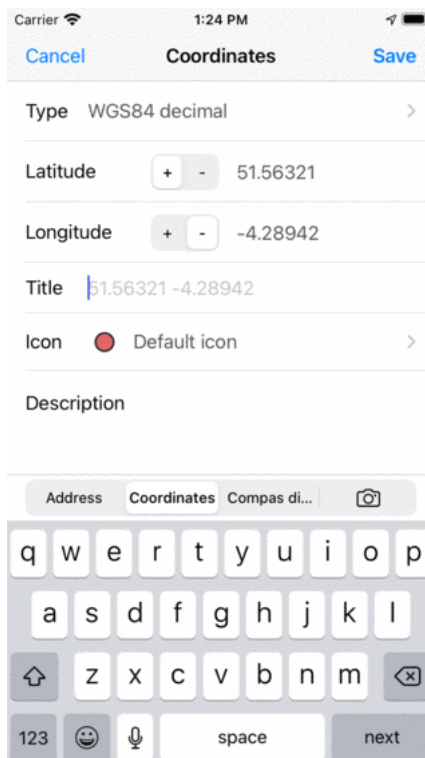 Carrier 1:24 PM
Cancel Coordinates Save
Type WGS84 decimal
Latitude + - 51.56321
Longitude + - -4.28942
Title 51.56321 -4.28942
Icon Default icon
Description
Address Coordinates Compas di...
q w e r t y u i o p
a s d f g h j k l
z x c v b n m
123 space next